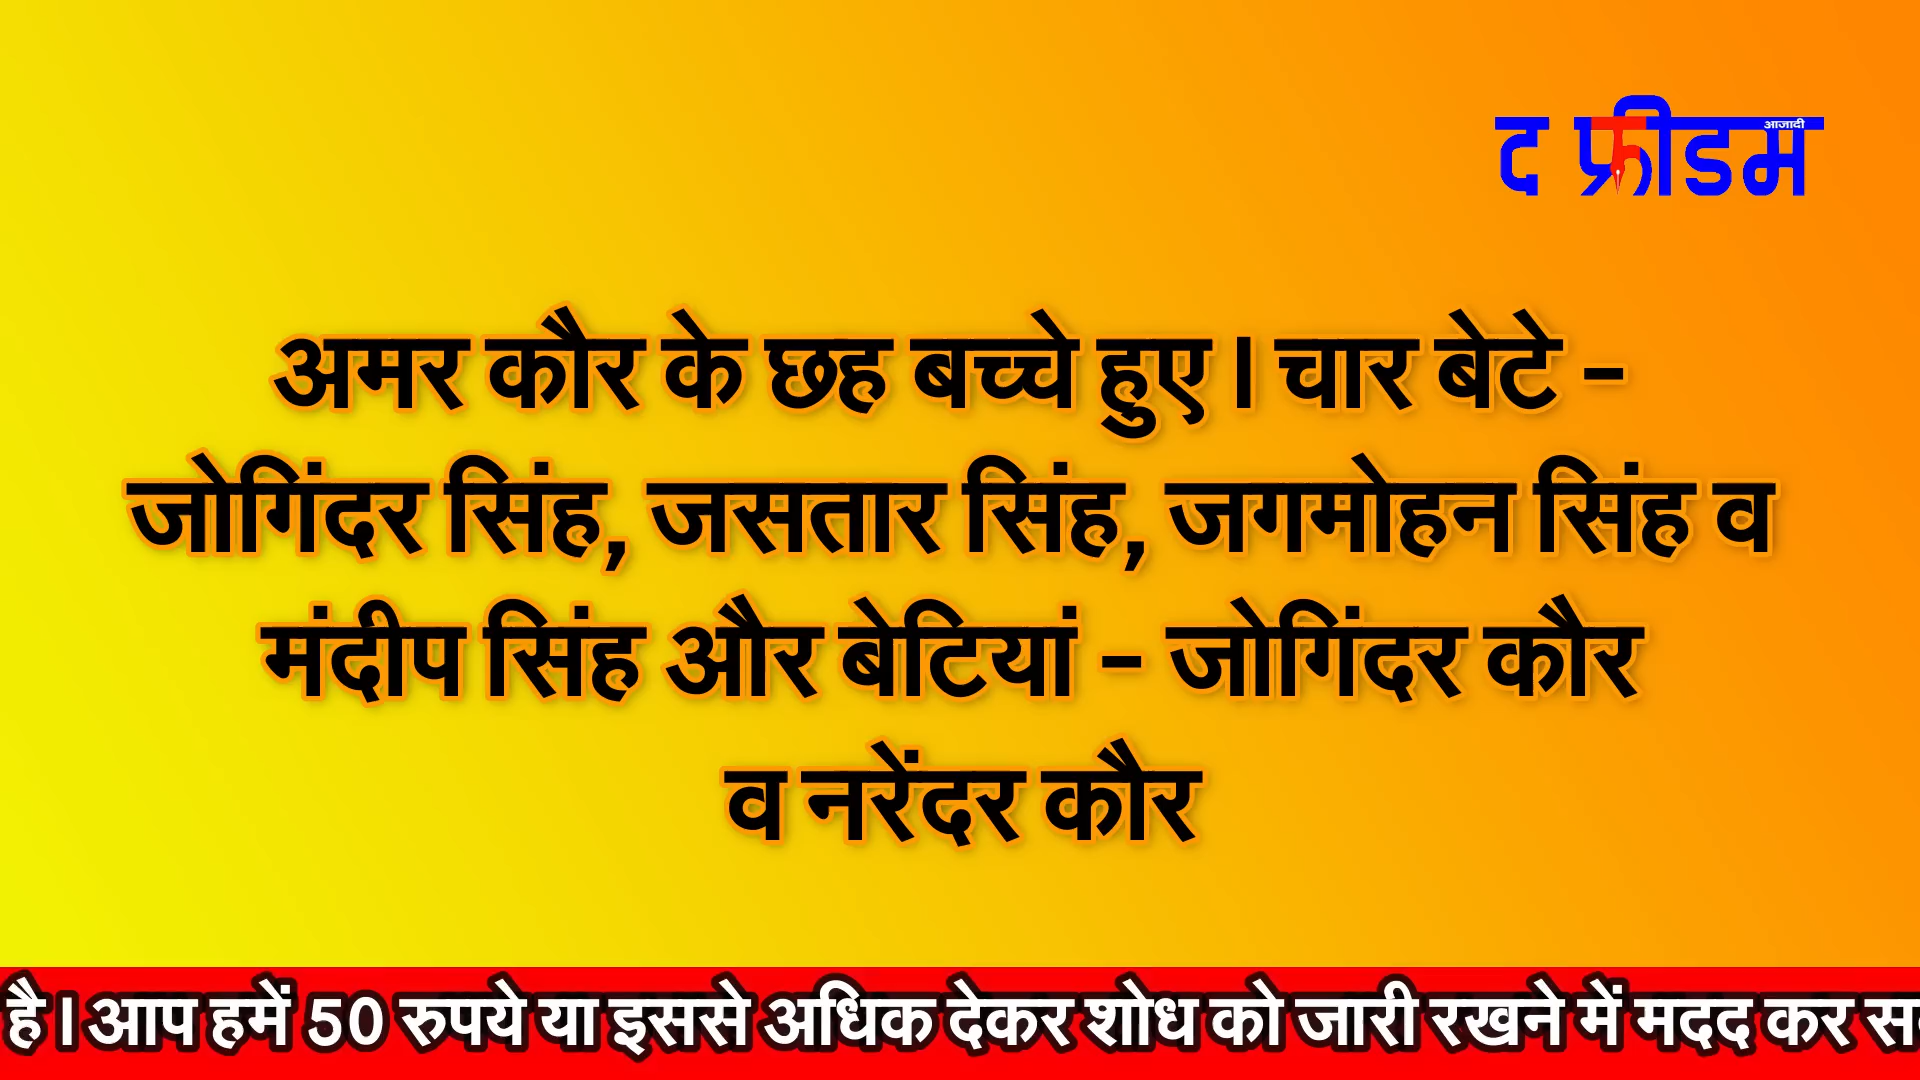 द फ्रीडम
आजादी
अमर कौर के छह बच्चे हुए। चार बेटे -
जोगिंदर सिंह, जसतार सिंह, जगमोहन सिंह व
मंदीप सिंह और बेटियां - जोगिंदर कौर
व नरेंदर कौर
है। आप हमें 50 रुपये या इससे अधिक देकर शोध को जारी रखने में मदद कर